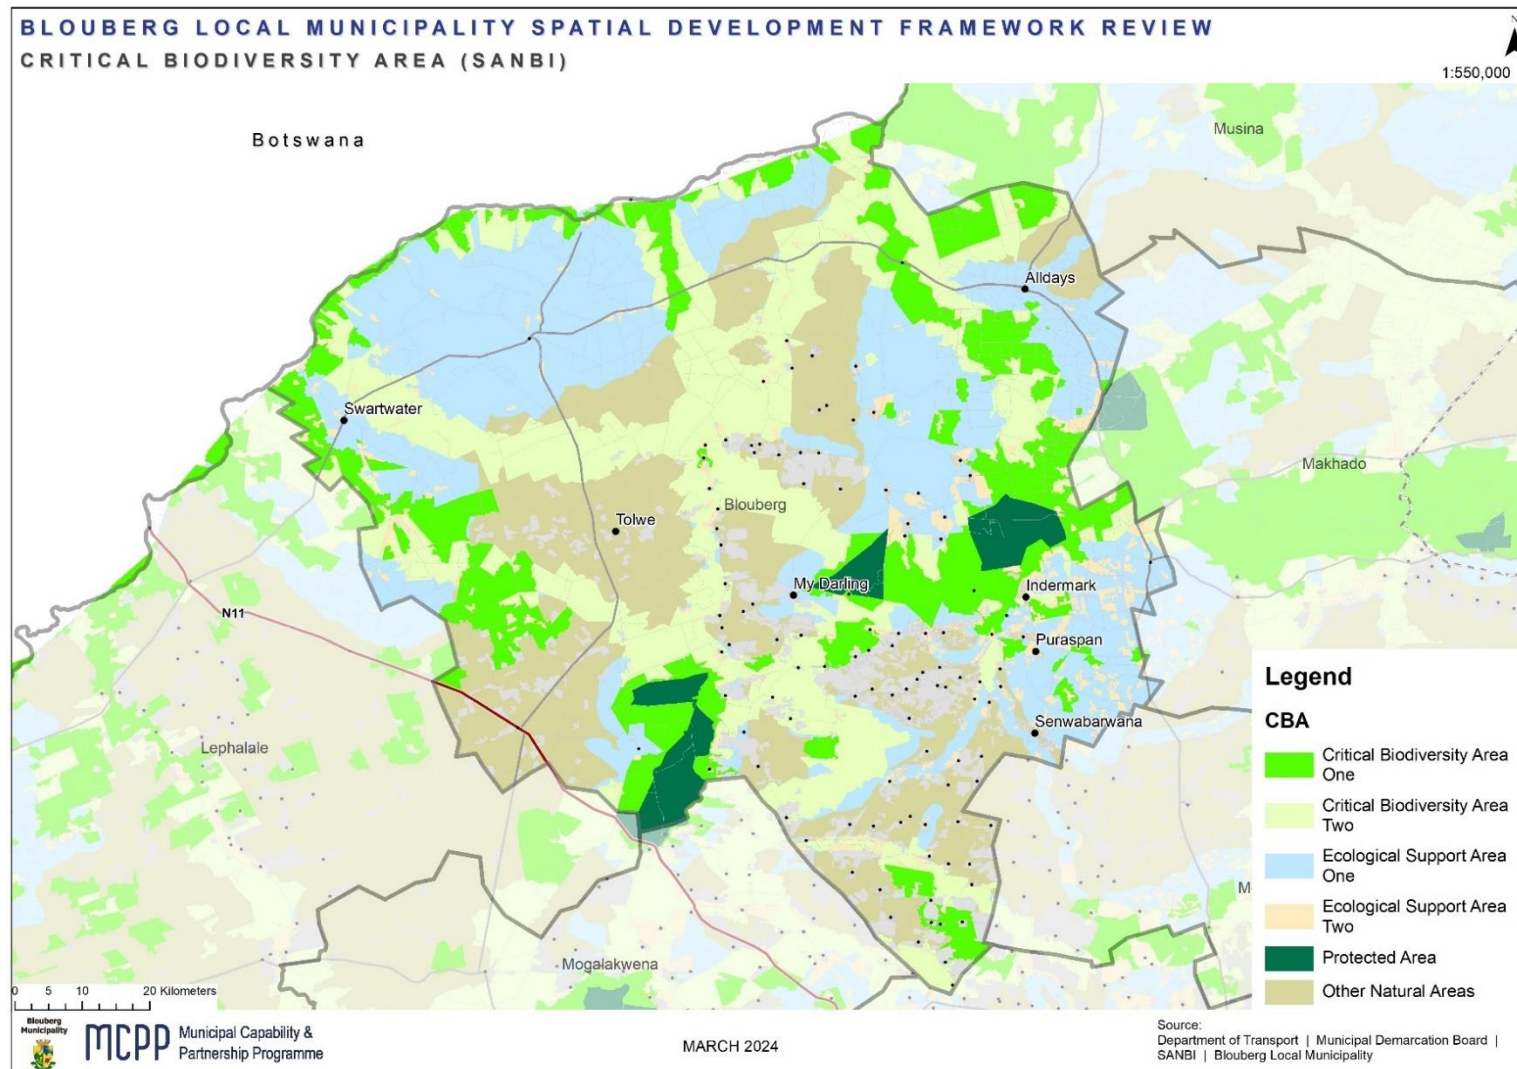 BLOUBERG LOCAL MUNICIPALITY SPATIAL DEVELOPMENT FRAMEWORK REVIEW
CRITICAL BIODIVERSITY AREA (SANBI)
N
1:550,000
Botswana
Musina
Alldays
Swartwater
Makhado
Blouberg
Tolwe
My Darling
Indermark
N11
Puraspan
Senwabarwana
Lephalale
Mogalakwena
Legend
CBA
Critical Biodiversity Area
One
Critical Biodiversity Area
Two
Ecological Support Area
One
Ecological Support Area
Two
Protected Area
Other Natural Areas
0 5 10 20 Kilometers
Blouberg
Municipality
MCPP
Municipal Capability &
Partnership Programme
MARCH 2024
Source:
Department of Transport | Municipal Demarcation Board |
SANBI | Blouberg Local Municipality